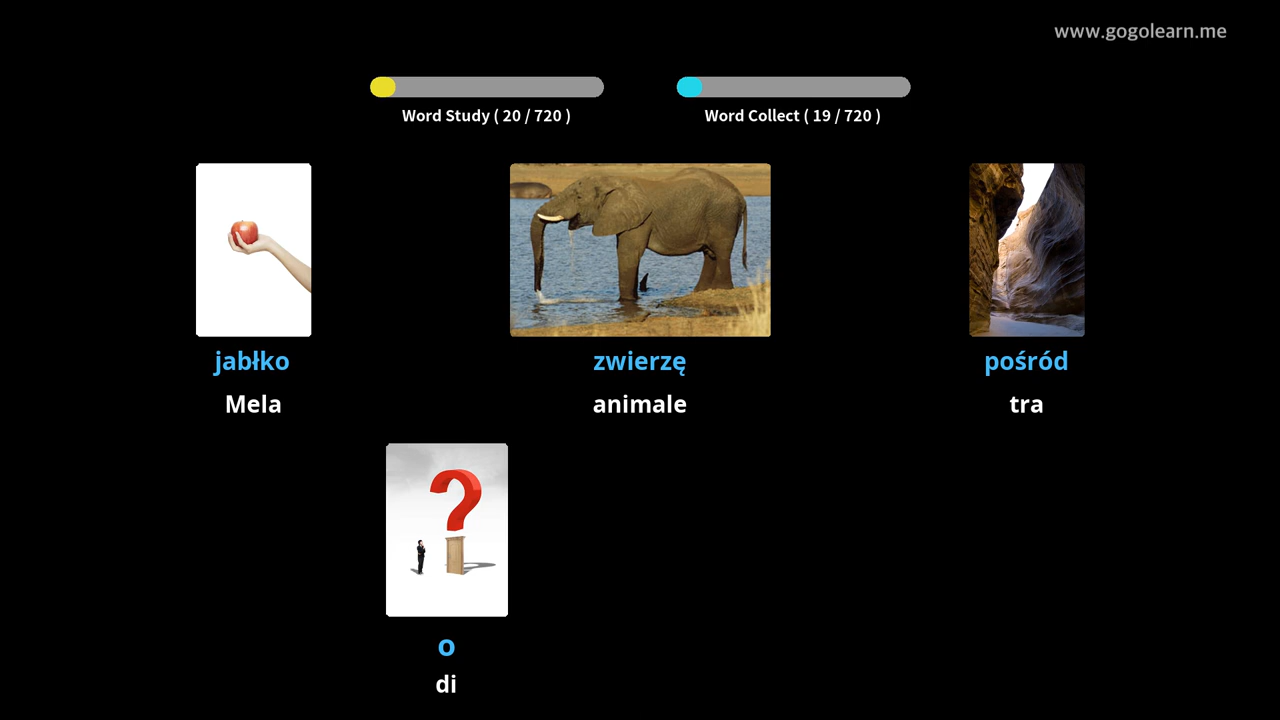 www.gogolearn.me
Word Study ( 20 / 720 )
Word Collect ( 19 / 720 )
jabłko
zwierzę
pośród
Mela
animale
tra
o
di